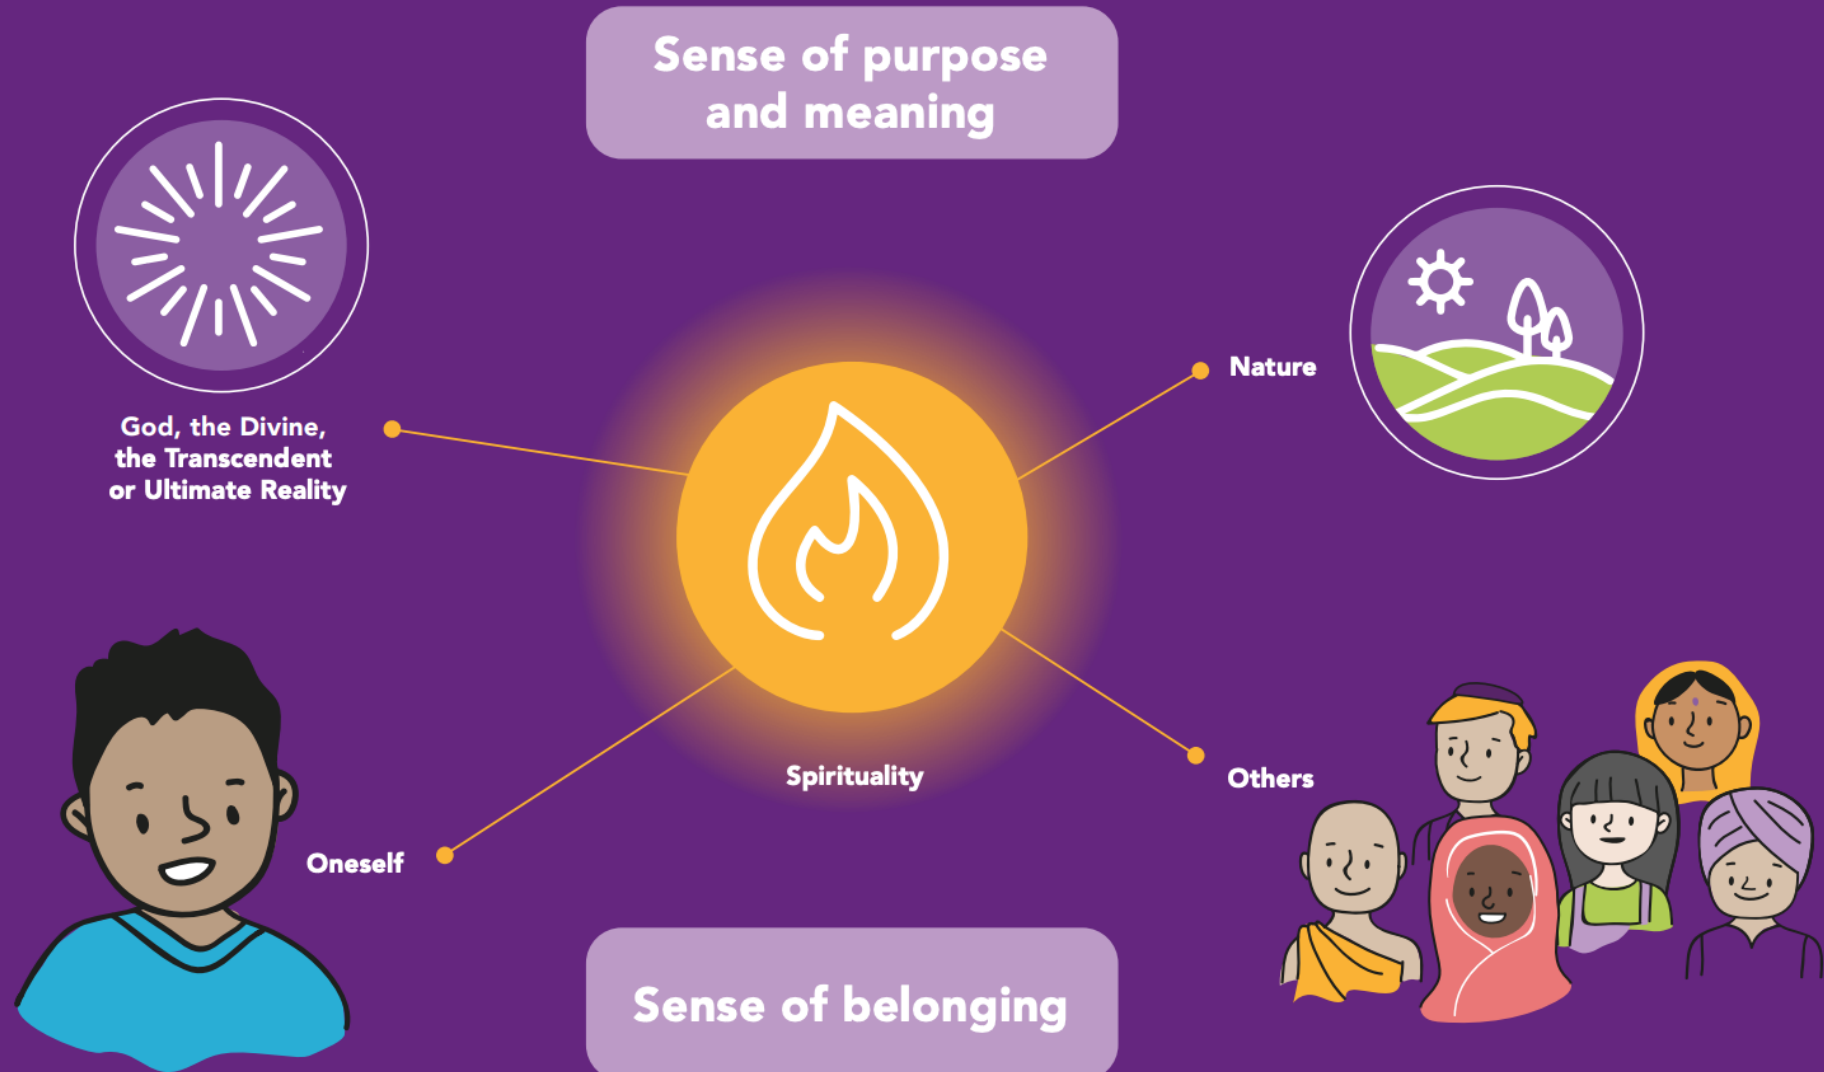 Sense of purpose
and meaning
God, the Divine,
the Transcendent
or Ultimate Reality
Nature
Spirituality
Oneself
Others
Sense of belonging